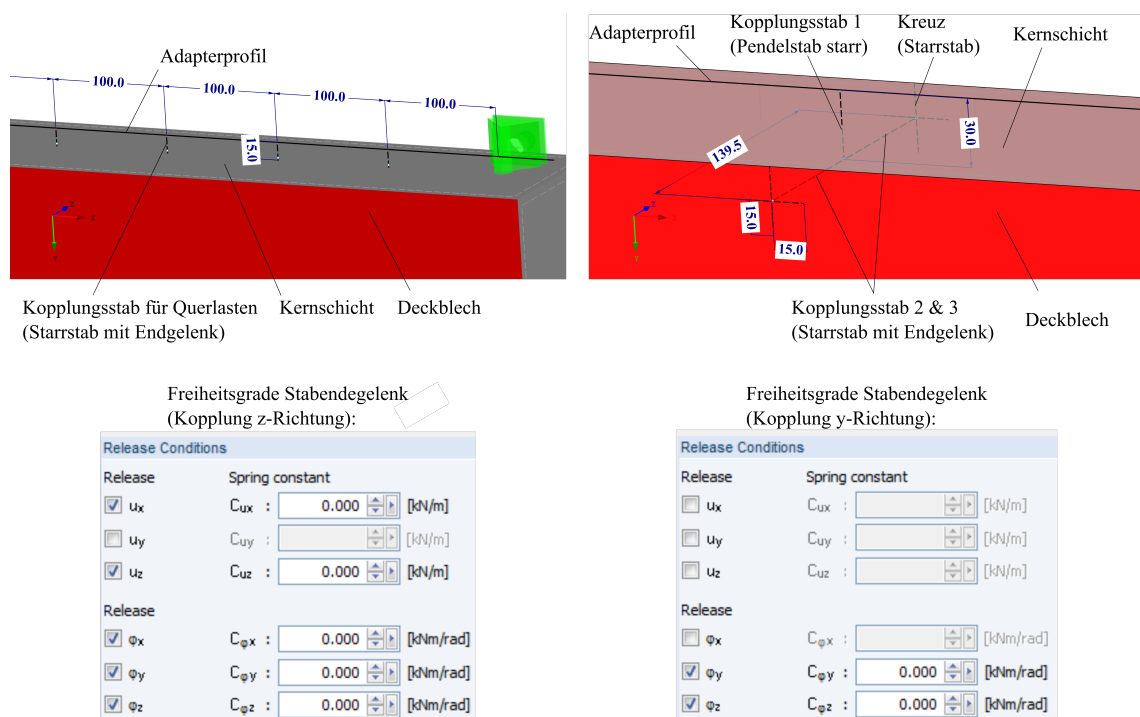 Adapterprofil
100.0
100.0
100.0
100.0
15.0
z
x
Y
Kopplungsstab für Querlasten
(Starrstab mit Endgelenk)
Kernschicht
Deckblech
Adapterprofil
Kopplungsstab 1
(Pendelstab starr)
Kreuz
(Starrstab)
Kernschicht
139.5
30.0
15.0
15.0
z
x
Y
Kopplungsstab 2 & 3
(Starrstab mit Endgelenk)
Deckblech
Freiheitsgrade Stabendegelenk
(Kopplung z-Richtung):
Release Conditions
Release Spring constant
ux Cux : 0.000 [kN/m]
uy Cuy : [kN/m]
uz Cuz : 0.000 [kN/m]
Release
φx Cφx : 0.000 [kNm/rad]
φy Cφy : 0.000 [kNm/rad]
φz Cφz : 0.000 [kNm/rad]
Freiheitsgrade Stabendegelenk
(Kopplung y-Richtung):
Release Conditions
Release Spring constant
ux Cux : [kN/m]
uy Cuy : [kN/m]
uz Cuz : [kN/m]
Release
φx Cφx : [kNm/rad]
φy Cφy : 0.000 [kNm/rad]
φz Cφz : 0.000 [kNm/rad]